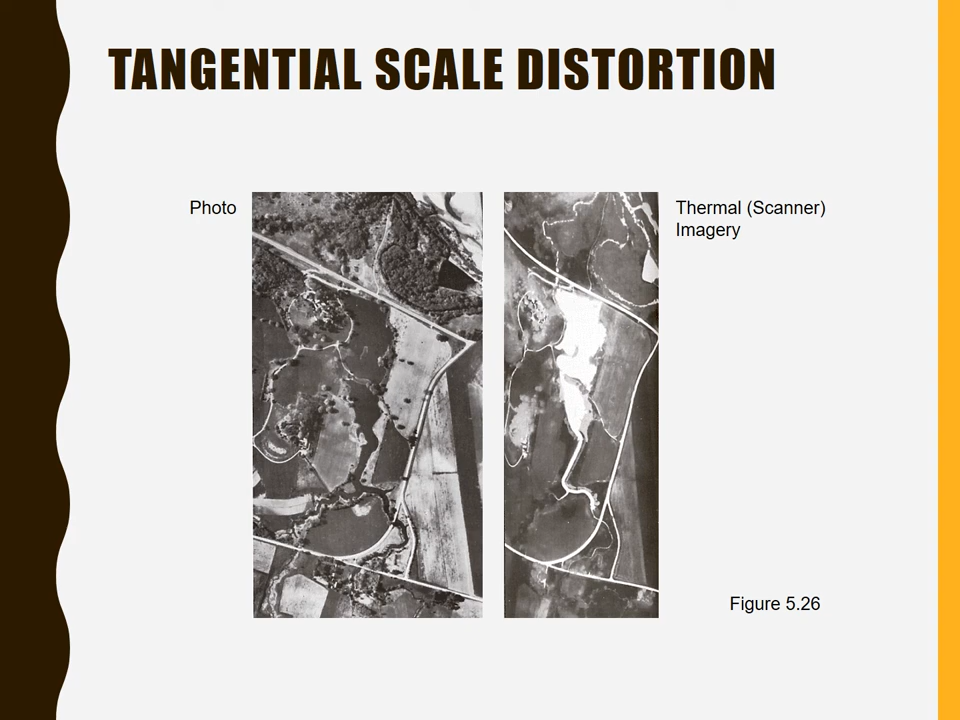 TANGENTIAL SCALE DISTORTION
Photo
Thermal (Scanner)
Imagery
Figure 5.26